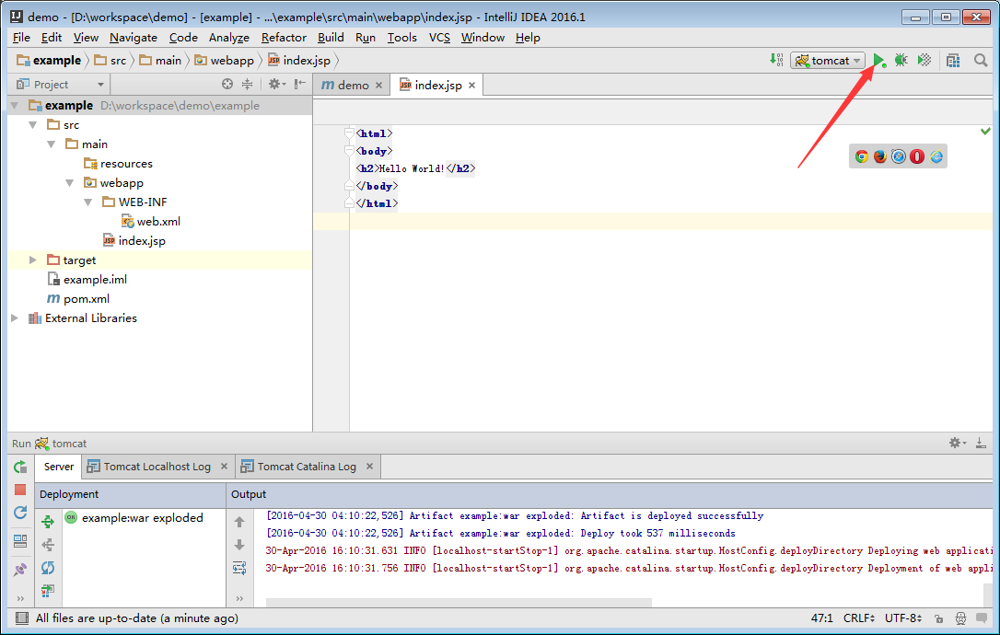 demo - [D:\workspace\demo] - [example] - ...\example\src\main\webapp\index.jsp - IntelliJ IDEA 2016.1
File Edit View Navigate Code Analyze Refactor Build Run Tools VCS Window Help
example src main webapp index.jsp tomcat
Project
demo index.jsp
example D:\workspace\demo\example
src
main
resources
webapp
WEB-INF
web.xml
index.jsp
target
example.iml
pom.xml
External Libraries
<html>
<body>
<h2>Hello World!</h2>
</body>
</html>
Run tomcat
Server Tomcat Localhost Log Tomcat Catalina Log
Deployment Output
example:war exploded
[2016-04-30 04:10:22,526] Artifact example:war exploded: Artifact is deployed successfully
[2016-04-30 04:10:22,526] Artifact example:war exploded: Deploy took 537 milliseconds
30-Apr-2016 16:10:31.631 INFO [localhost-startStop-1] org.apache.catalina.startup.HostConfig.deployDirectory Deploying web applicati
30-Apr-2016 16:10:31.756 INFO [localhost-startStop-1] org.apache.catalina.startup.HostConfig.deployDirectory Deployment of web appli
All files are up-to-date (a minute ago) 47:1 CRLF UTF-8